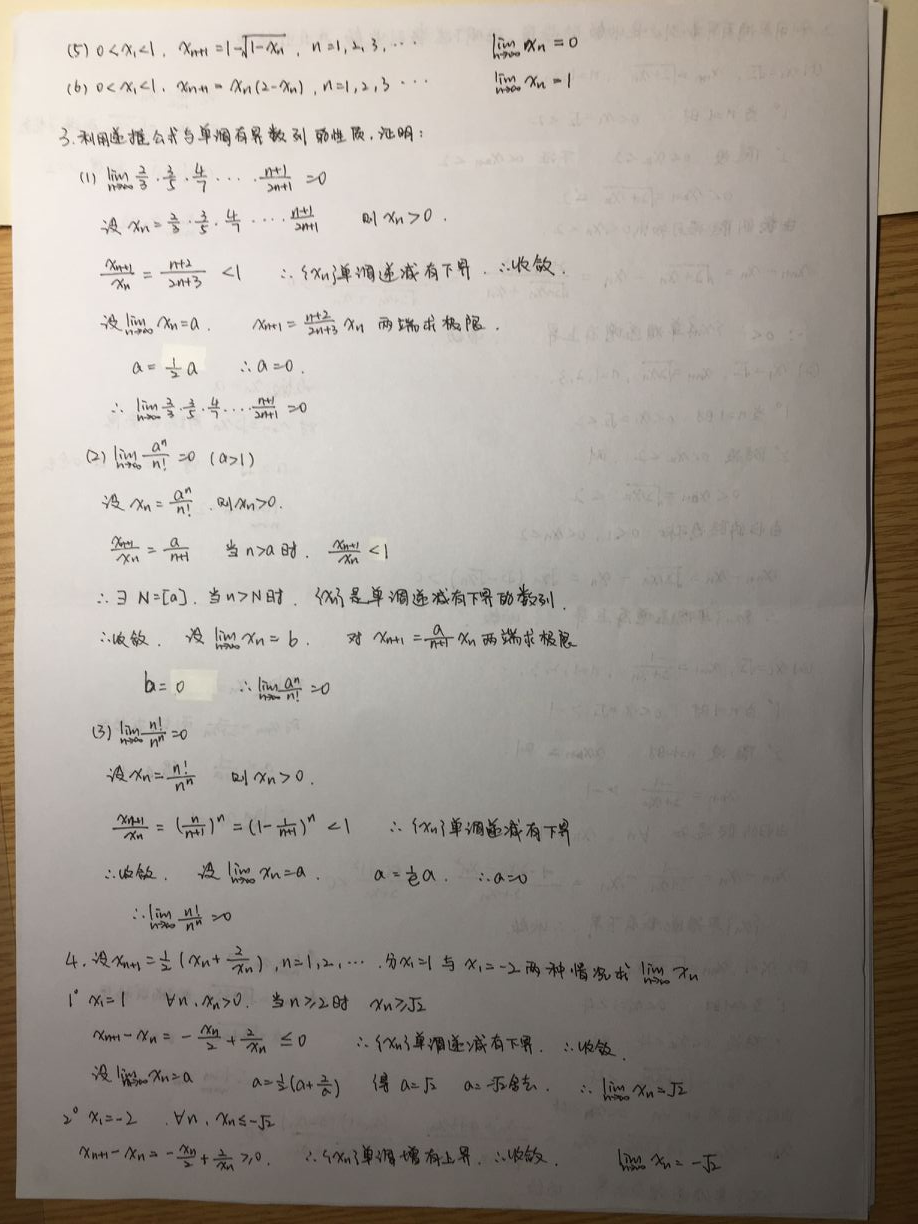 (5) 0<x₁<1, xₙ₊₁=1-√(1-xₙ), n=1,2,3,··· lim_{n→∞} xₙ=0
(6) 0<x₁<1, xₙ₊₁=xₙ(2-xₙ), n=1,2,3 ··· lim_{n→∞} xₙ=1
3. 利用递推公式与单调有界数列的性质,证明:
(1) lim_{n→∞} 2/3·3/5·4/7·····(n+1)/(2n+1)=0
设 xₙ=2/3·3/5·4/7·····(n+1)/(2n+1) 则 xₙ>0.
xₙ₊₁/xₙ=(n+2)/(2n+3)<1 ∴{xₙ}单调递减有下界.∴收敛.
设 lim_{n→∞} xₙ=a. xₙ₊₁=(n+2)/(2n+3) xₙ 两端求极限.
a=1/2 a ∴a=0.
∴ lim_{n→∞} 2/3·3/5·4/7·····(n+1)/(2n+1)=0
(2) lim_{n→∞} aⁿ/n!=0 (a>1)
设 xₙ=aⁿ/n!.则 xₙ>0.
xₙ₊₁/xₙ=a/(n+1) 当 n>a 时. xₙ₊₁/xₙ<1
∴∃ N=[a].当 n>N 时. {xₙ}是单调递减有下界的数列.
∴收敛. 设 lim_{n→∞} xₙ=b. 对 xₙ₊₁=a/(n+1) xₙ 两端求极限
b=0 ∴lim_{n→∞} aⁿ/n!=0
(3) lim_{n→∞} n!/nⁿ=0
设 xₙ=n!/nⁿ 则 xₙ>0.
xₙ₊₁/xₙ=(n/(n+1))ⁿ=(1-1/(n+1))ⁿ<1 ∴{xₙ}单调递减有下界
∴收敛. 设 lim_{n→∞} xₙ=a. a=1/e a. ∴a=0
∴lim_{n→∞} n!/nⁿ=0
4. 设 xₙ₊₁=1/2(xₙ+2/xₙ), n=1,2,···.分 x₁=1 与 x₁=-2 两种情况求 lim_{n→∞} xₙ
1° x₁=1 ∀n, xₙ>0. 当 n≥2 时 xₙ≥√2
xₙ₊₁-xₙ=-xₙ/2+1/xₙ≤0 ∴{xₙ}单调递减有下界.∴收敛.
设 lim_{n→∞} xₙ=a a=1/2(a+2/a) 得 a=√2 a=-√2舍去. ∴lim_{n→∞} xₙ=√2
2° x₁=-2 .∀n, xₙ≤-√2
xₙ₊₁-xₙ=-xₙ/2+1/xₙ≥0. ∴{xₙ}单调增有上界.∴收敛. lim_{n→∞} xₙ=-√2